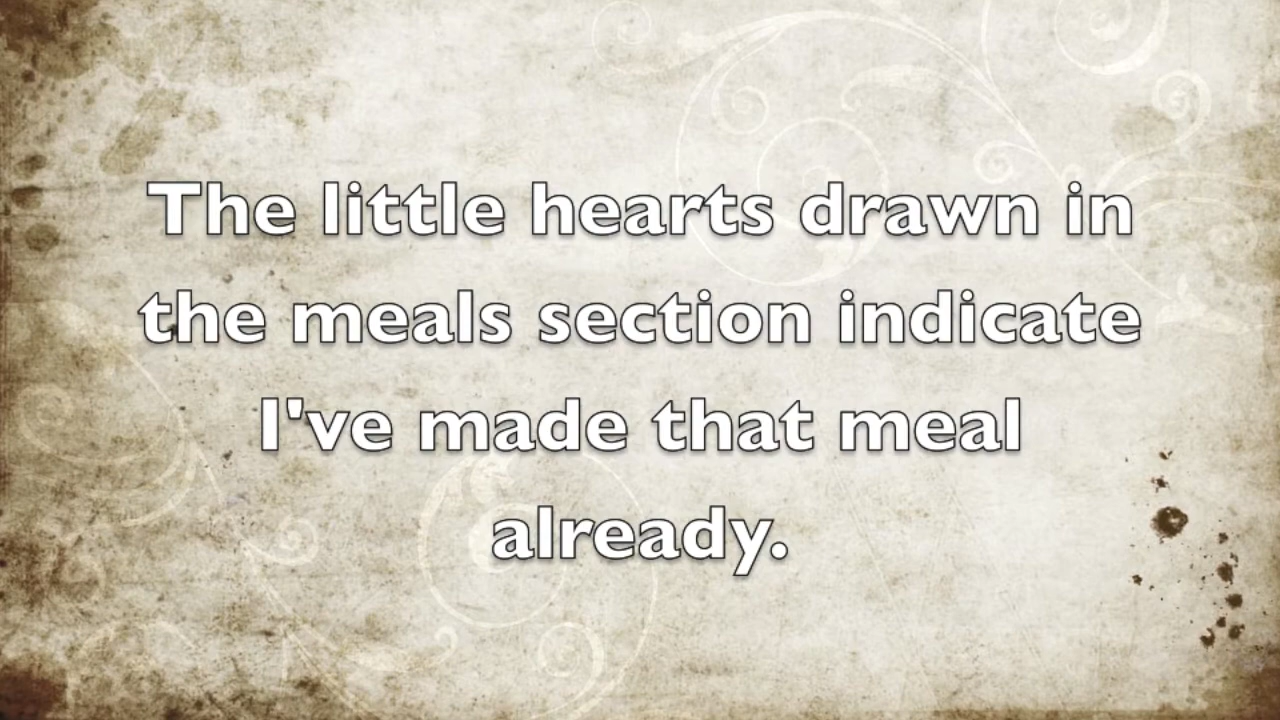 The little hearts drawn in
the meals section indicate
I've made that meal
already.